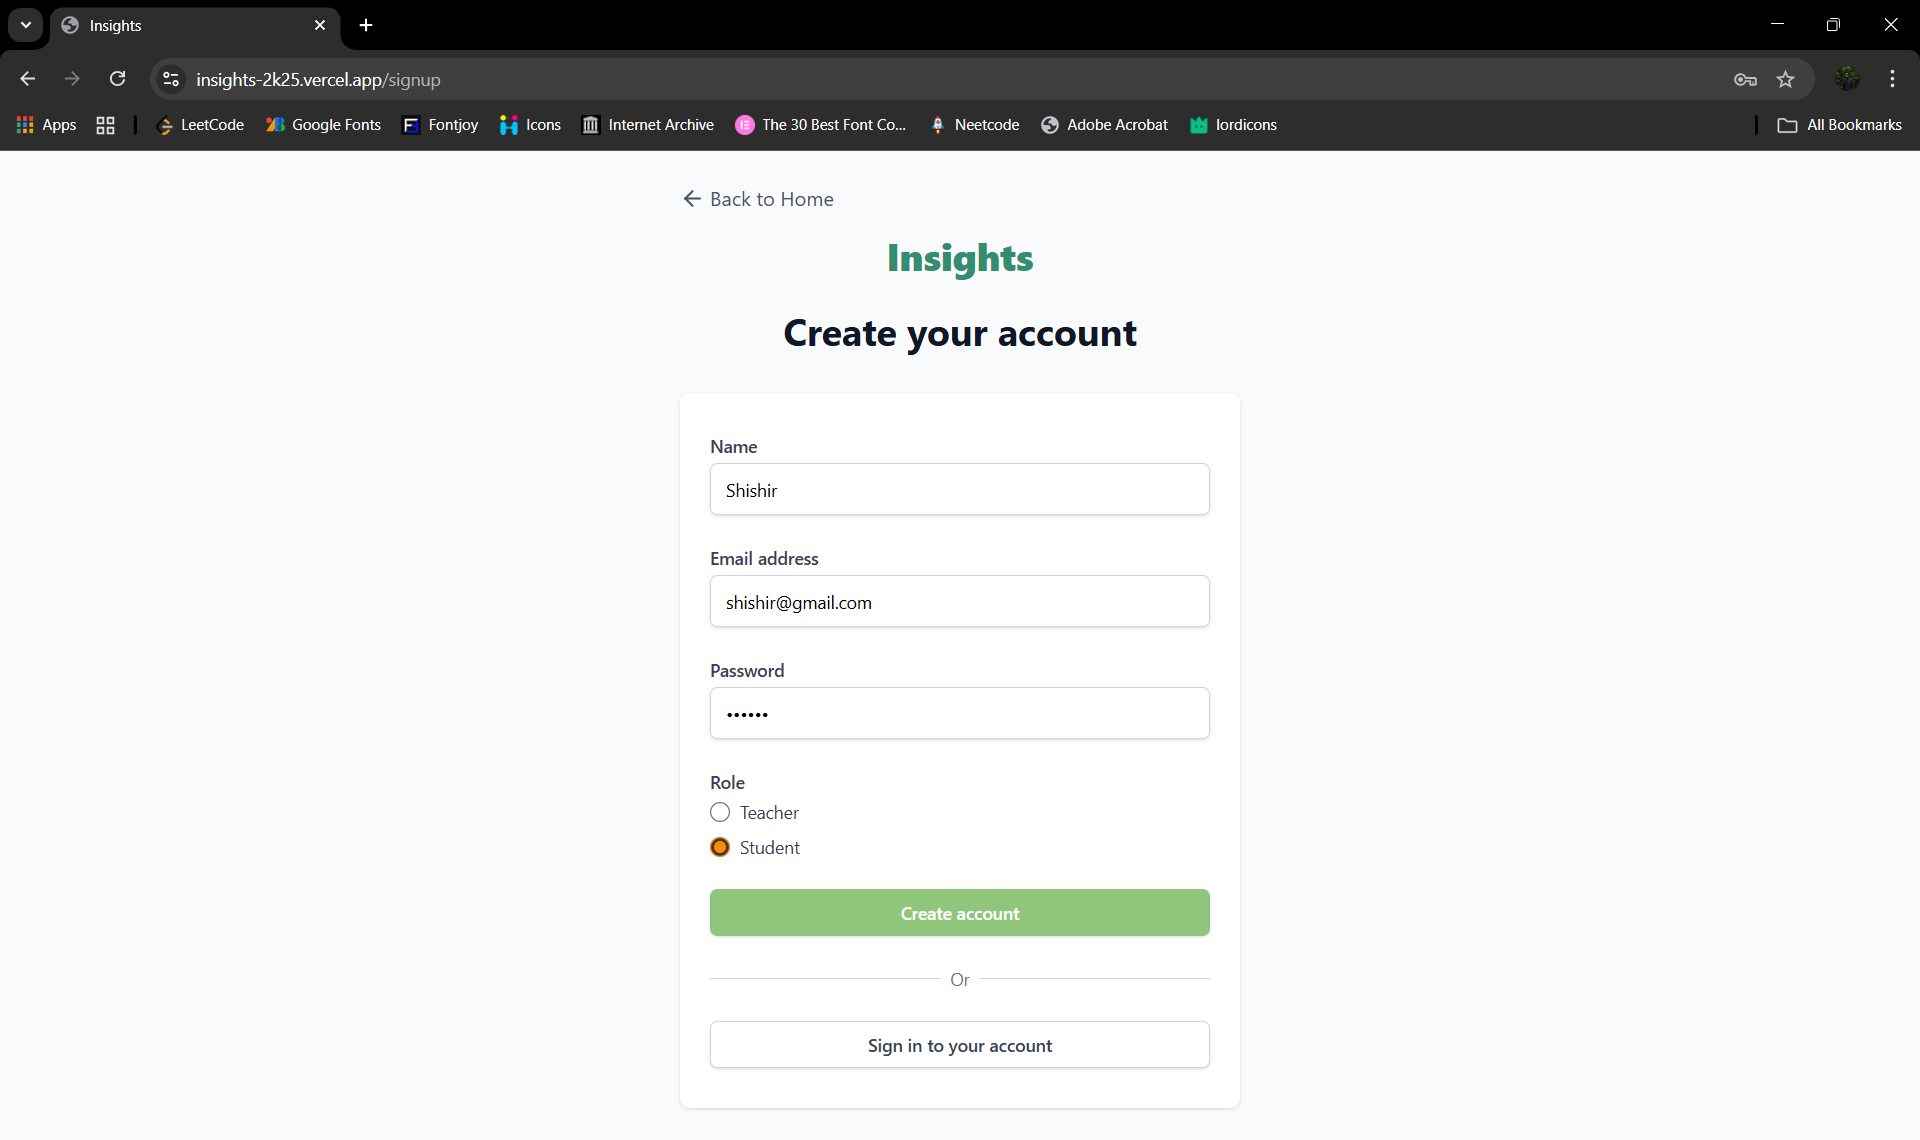 Insights
insights-2k25.vercel.app/signup
Apps LeetCode Google Fonts Fontjoy Icons Internet Archive The 30 Best Font Co... Neetcode Adobe Acrobat lordicons All Bookmarks
Back to Home
Insights
Create your account
Name
Shishir
Email address
shishir@gmail.com
Password
••••••
Role
Teacher
Student
Create account
Or
Sign in to your account